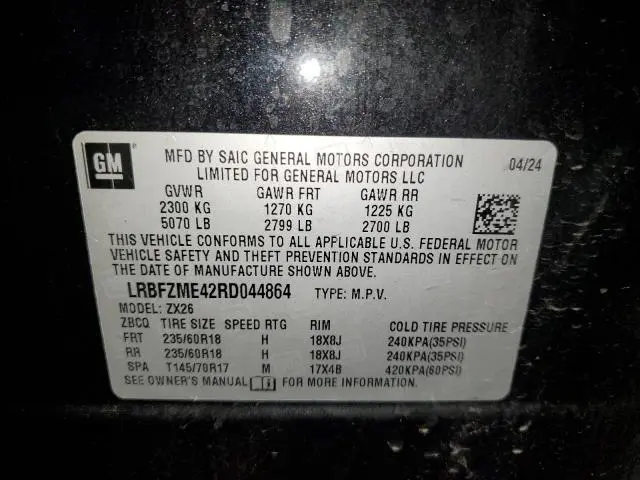 GM
MFD BY SAIC GENERAL MOTORS CORPORATION 04/24
LIMITED FOR GENERAL MOTORS LLC
GVWR GAWR FRT GAWR RR
2300 KG 1270 KG 1225 KG
5070 LB 2799 LB 2700 LB
THIS VEHICLE CONFORMS TO ALL APPLICABLE U.S. FEDERAL MOTOR
VEHICLE SAFETY AND THEFT PREVENTION STANDARDS IN EFFECT ON
THE DATE OF MANUFACTURE SHOWN ABOVE.
LRBFZME42RD044864 TYPE: M.P.V.
MODEL: ZX26
ZBCQ TIRE SIZE SPEED RTG RIM COLD TIRE PRESSURE
FRT 235/60R18 H 18X8J 240KPA(35PSI)
RR 235/60R18 H 18X8J 240KPA(35PSI)
SPA T145/70R17 M 17X4B 420KPA(60PSI)
SEE OWNER'S MANUAL FOR MORE INFORMATION.